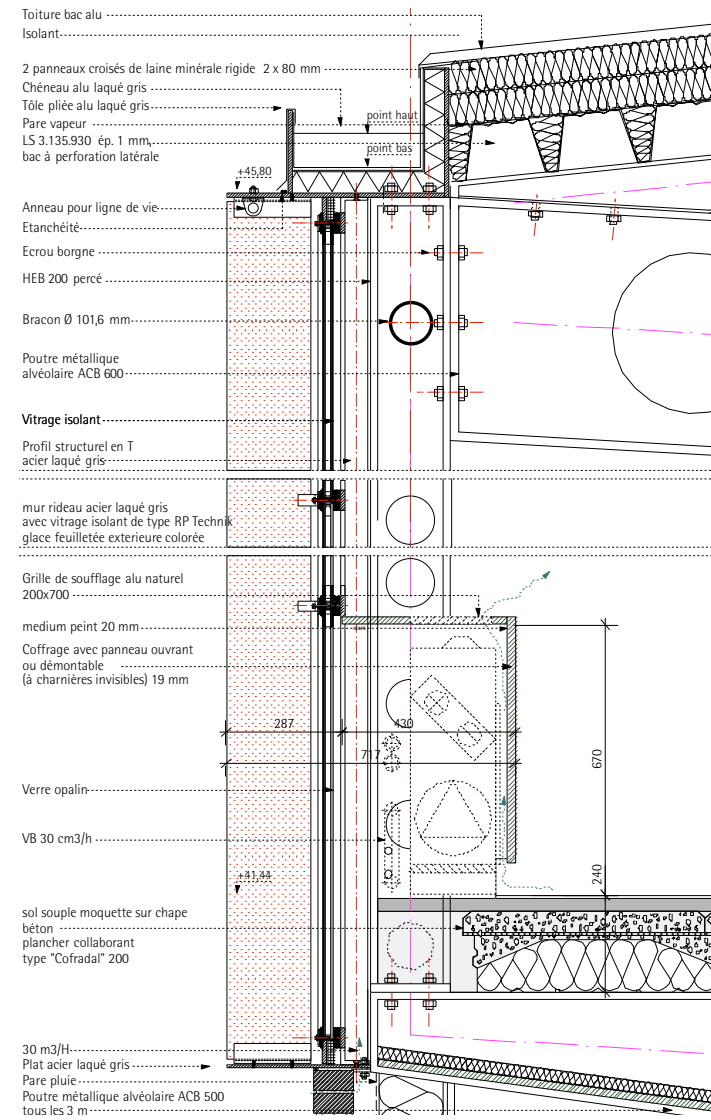 Toiture bac alu
Isolant
2 panneaux croisés de laine minérale rigide 2 x 80 mm
Chéneau alu laqué gris
Tôle pliée alu laqué gris
point haut
Pare vapeur
LS 3.135.930 ép. 1 mm,
bac à perforation latérale
point bas
+45,80
Anneau pour ligne de vie
Etanchéité
Ecrou borgne
HEB 200 percé
Bracon Ø 101,6 mm
Poutre métallique
alvéolaire ACB 600
Vitrage isolant
Profil structurel en T
acier laqué gris
mur rideau acier laqué gris
avec vitrage isolant de type RP Technik
glace feuilletée exterieure colorée
Grille de soufflage alu naturel
200x700
medium peint 20 mm
Coffrage avec panneau ouvrant
ou démontable
(à charnières invisibles) 19 mm
287
430
717
670
Verre opalin
VB 30 cm3/h
240
+41,44
sol souple moquette sur chape
béton
plancher collaborant
type "Cofradal" 200
30 m3/H
Plat acier laqué gris
Pare pluie
Poutre métallique alvéolaire ACB 500
tous les 3 m